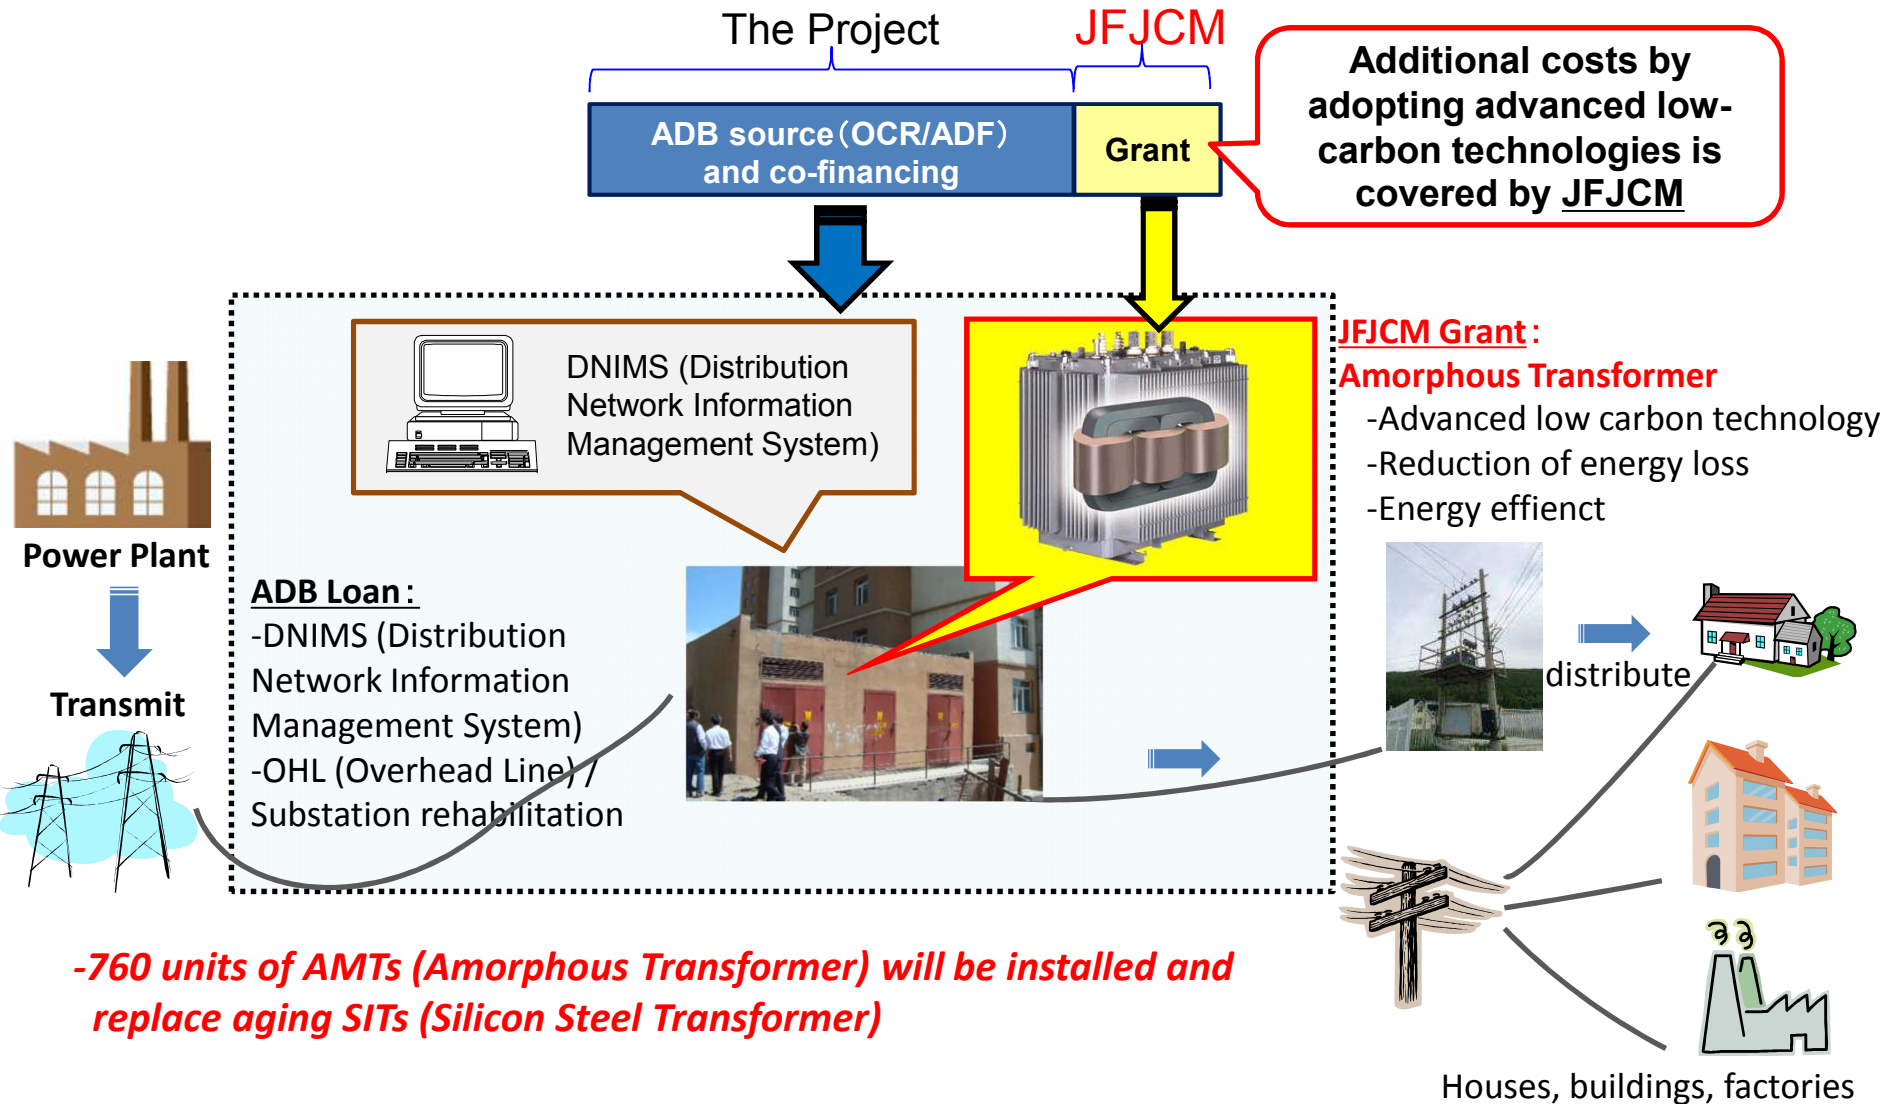 The Project
JFJCM
ADB source（OCR/ADF）
and co-financing
Grant
Additional costs by
adopting advanced low-
carbon technologies is
covered by JFJCM
DNIMS (Distribution
Network Information
Management System)
JFJCM Grant：
Amorphous Transformer
-Advanced low carbon technology
-Reduction of energy loss
-Energy effienct
Power Plant
Transmit
ADB Loan：
-DNIMS (Distribution
Network Information
Management System)
-OHL (Overhead Line) /
Substation rehabilitation
distribute
-760 units of AMTs (Amorphous Transformer) will be installed and
replace aging SITs (Silicon Steel Transformer)
Houses, buildings, factories